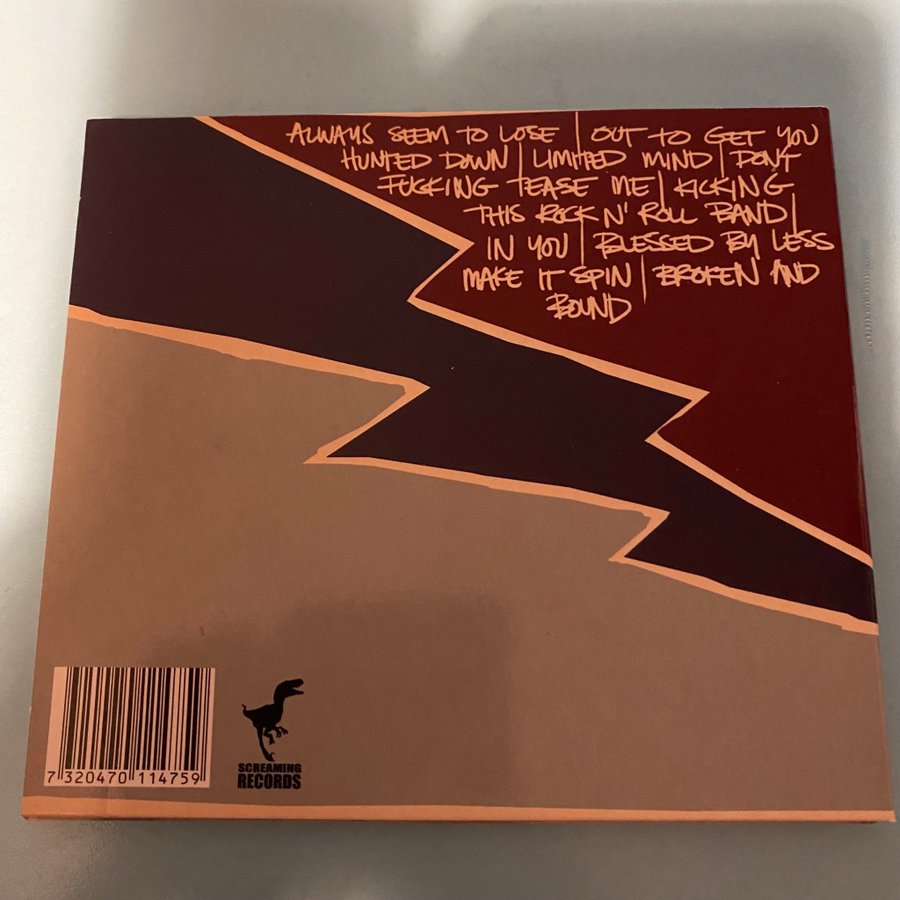 ALWAYS SEEM TO LOSE | OUT TO GET YOU
HUNTED DOWN | LIMITED MIND | DON'T
FUCKING TEASE ME | KICKING
THIS ROCK N' ROLL BAND |
IN YOU | BLESSED BY LESS
MAKE IT SPIN | BROKEN AND
BOUND
7 320470 114759
SCREAMING
RECORDS